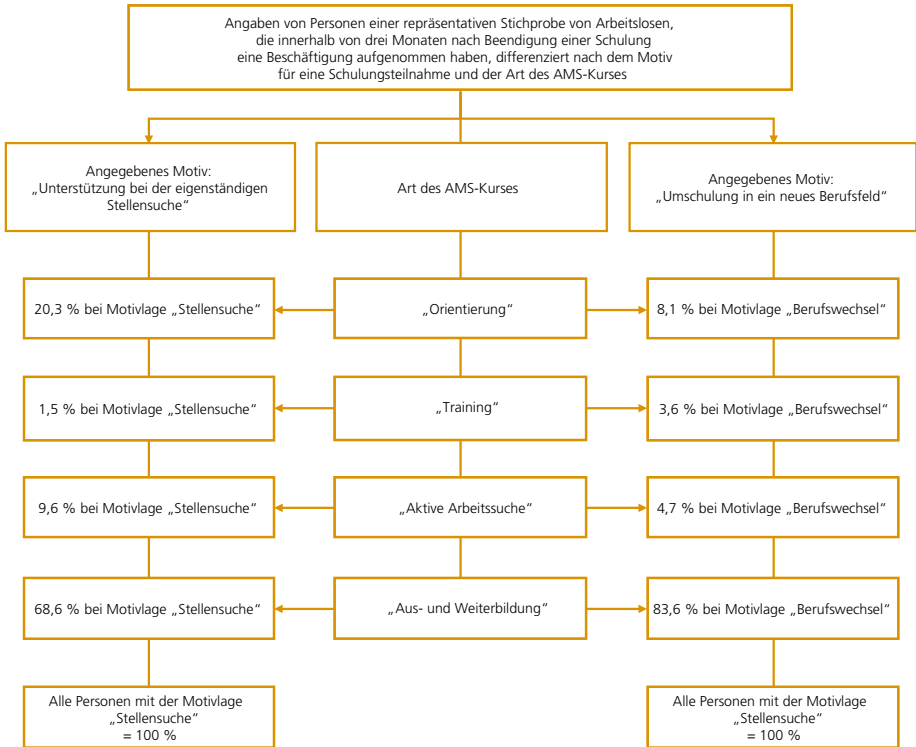 Angaben von Personen einer repräsentativen Stichprobe von Arbeitslosen,
die innerhalb von drei Monaten nach Beendigung einer Schulung
eine Beschäftigung aufgenommen haben, differenziert nach dem Motiv
für eine Schulungsteilnahme und der Art des AMS-Kurses
Angegebenes Motiv:
„Unterstützung bei der eigenständigen
Stellensuche“
Art des AMS-Kurses
Angegebenes Motiv:
„Umschulung in ein neues Berufsfeld“
20,3 % bei Motivlage „Stellensuche“
„Orientierung“
8,1 % bei Motivlage „Berufswechsel“
1,5 % bei Motivlage „Stellensuche“
„Training“
3,6 % bei Motivlage „Berufswechsel“
9,6 % bei Motivlage „Stellensuche“
„Aktive Arbeitssuche“
4,7 % bei Motivlage „Berufswechsel“
68,6 % bei Motivlage „Stellensuche“
„Aus- und Weiterbildung“
83,6 % bei Motivlage „Berufswechsel“
Alle Personen mit der Motivlage
„Stellensuche“
= 100 %
Alle Personen mit der Motivlage
„Stellensuche“
= 100 %